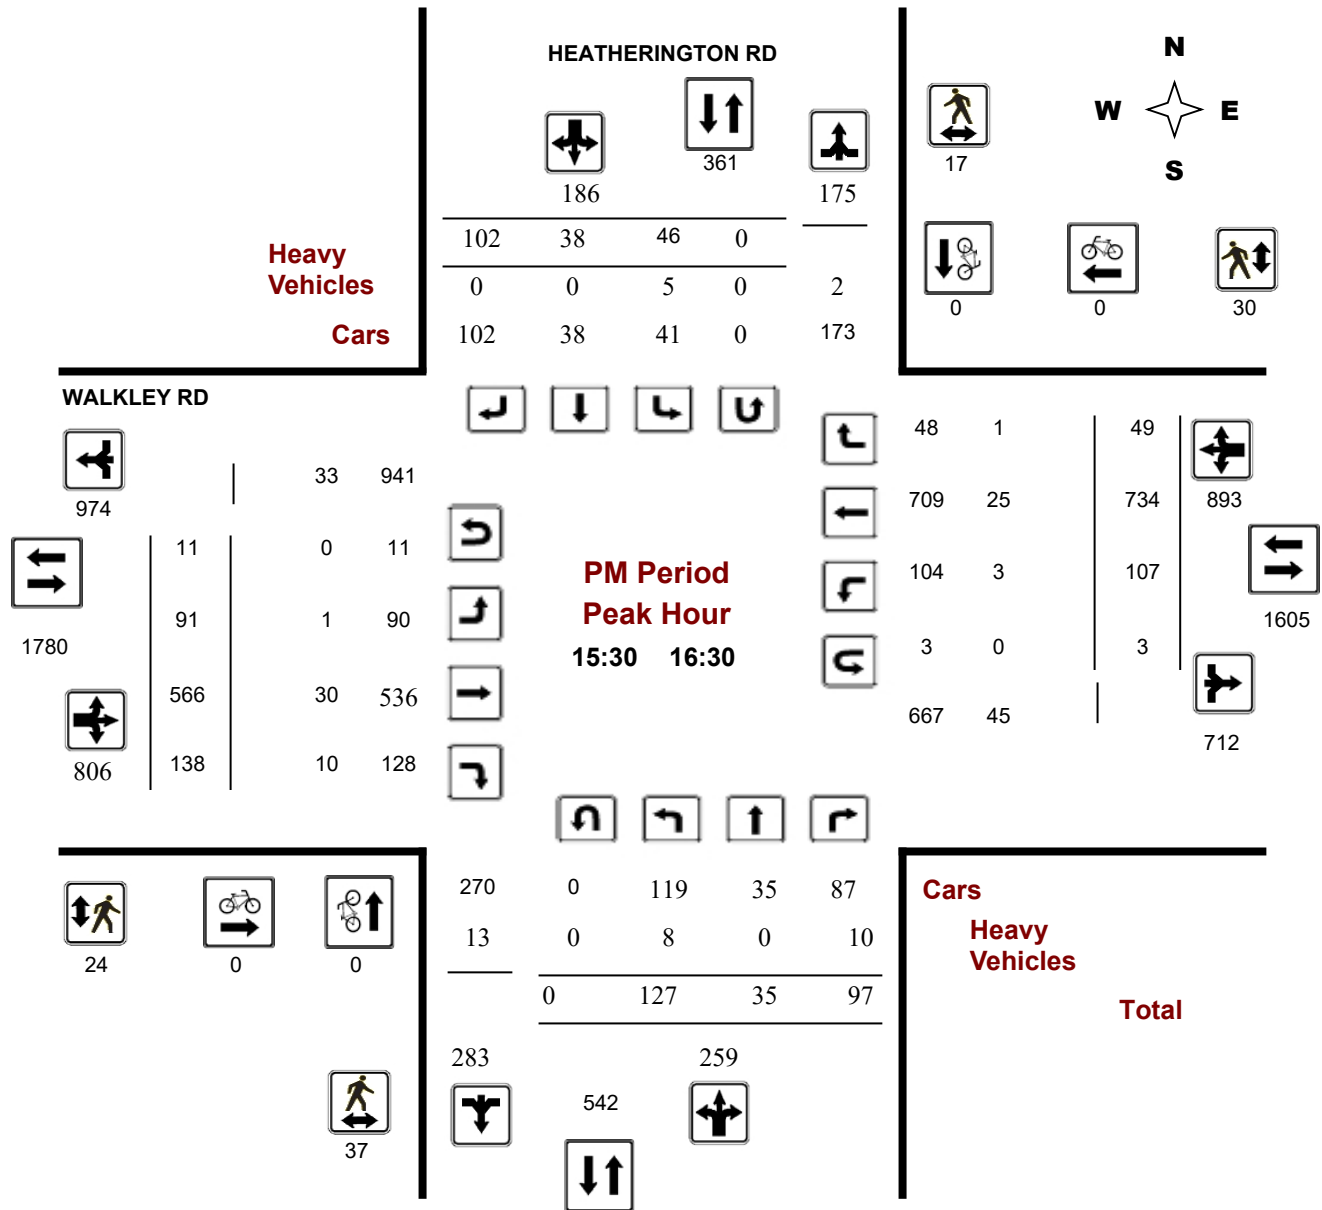 HEATHERINGTON RD
N
W E
S
361
17
186
175
102 38 46 0
Heavy
Vehicles
0 0 5 0 2
0 0 30
Cars
102 38 41 0 173
WALKLEY RD
48 1 49
33 941
974
709 25 734 893
11 0 11
PM Period
104 3 107
Peak Hour
91 1 90
1605
1780
15:30 16:30
3 0 3
566 30 536
667 45
712
806
138 10 128
270 0 119 35 87
Cars
13 0 8 0 10
Heavy
Vehicles
24 0 0
0 127 35 97
Total
283 259
542
37